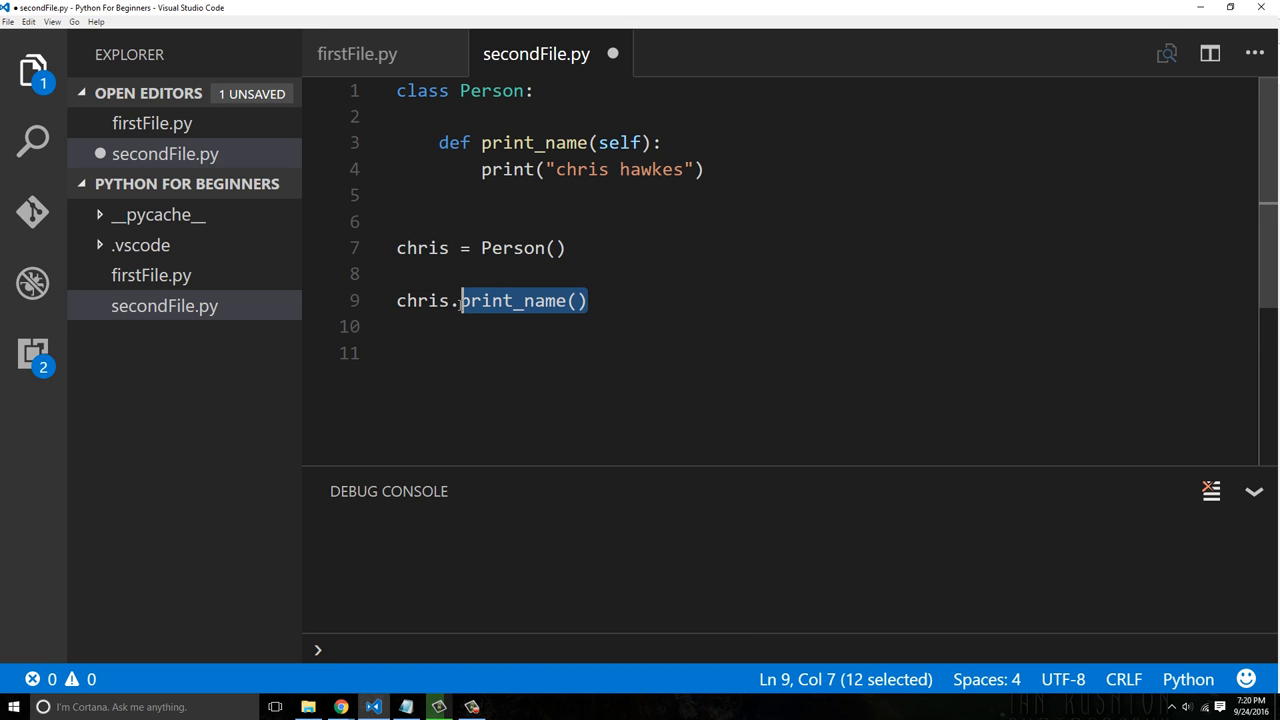 secondFile.py - Python For Beginners - Visual Studio Code
File Edit View Go Help
EXPLORER
firstFile.py
secondFile.py
OPEN EDITORS 1 UNSAVED
firstFile.py
secondFile.py
PYTHON FOR BEGINNERS
__pycache__
.vscode
firstFile.py
secondFile.py
1
2
1 class Person:
2
3 def print_name(self):
4 print("chris hawkes")
5
6
7 chris = Person()
8
9 chris.print_name()
10
11
DEBUG CONSOLE
0 0
Ln 9, Col 7 (12 selected) Spaces: 4 UTF-8 CRLF Python
I'm Cortana. Ask me anything.
IAN RUSHTON
7:20 PM
9/24/2016